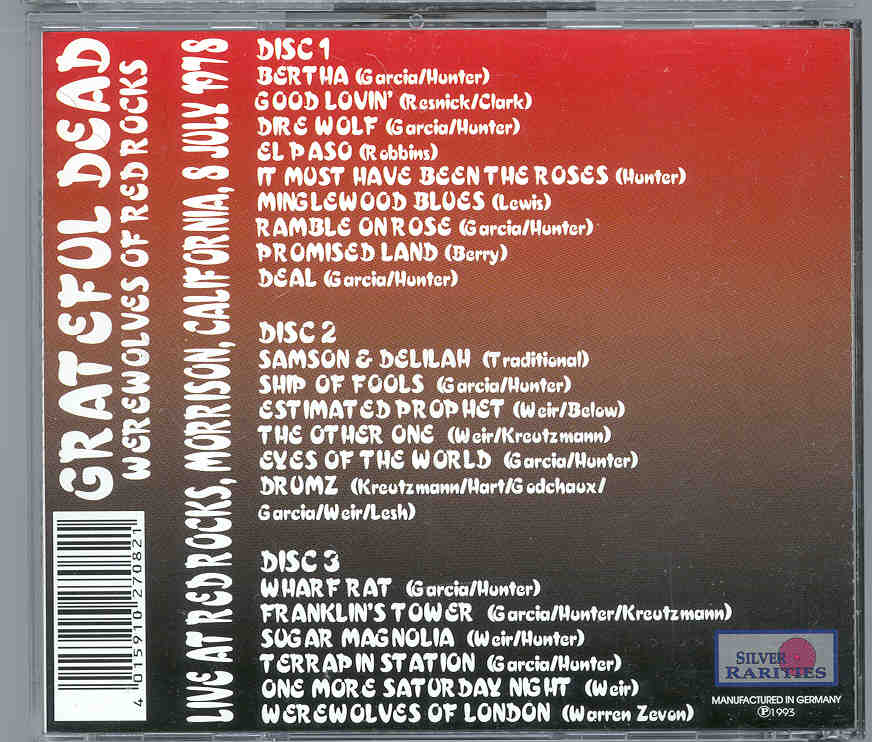 GRATEFUL DEAD
WEREWOLVES OF RED ROCKS
LIVE AT RED ROCKS, MORRISON, CALIFORNIA, 8 JULY 1978
DISC 1
BERTHA (Garcia/Hunter)
GOOD LOVIN' (Resnick/Clark)
DIRE WOLF (Garcia/Hunter)
EL PASO (Robbins)
IT MUST HAVE BEEN THE ROSES (Hunter)
MINGLEWOOD BLUES (Lewis)
RAMBLE ON ROSE (Garcia/Hunter)
PROMISED LAND (Berry)
DEAL (Garcia/Hunter)
DISC 2
SAMSON & DELILAH (Traditional)
SHIP OF FOOLS (Garcia/Hunter)
ESTIMATED PROPHET (Weir/Below)
THE OTHER ONE (Weir/Kreutzmann)
EYES OF THE WORLD (Garcia/Hunter)
DRUMZ (Kreutzmann/Hart/Godchaux/
Garcia/Weir/Lesh)
DISC 3
WHARF RAT (Garcia/Hunter)
FRANKLIN'S TOWER (Garcia/Hunter/Kreutzmann)
SUGAR MAGNOLIA (Weir/Hunter)
TERRAPIN STATION (Garcia/Hunter)
ONE MORE SATURDAY NIGHT (Weir)
WEREWOLVES OF LONDON (Warren Zevon)
4 015910 270821
SILVER
RARITIES
MANUFACTURED IN GERMANY
℗1993